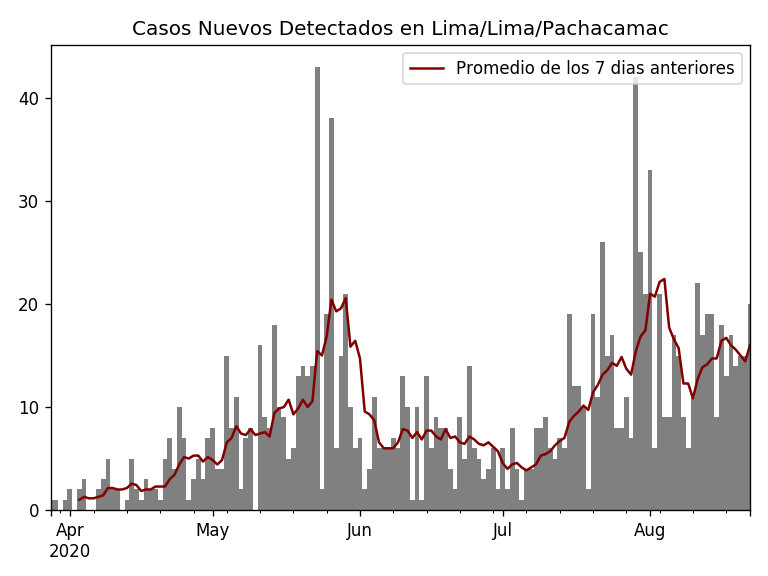 Casos Nuevos Detectados en Lima/Lima/Pachacamac
Promedio de los 7 dias anteriores
40
30
20
10
0
Apr
2020
May
Jun
Jul
Aug